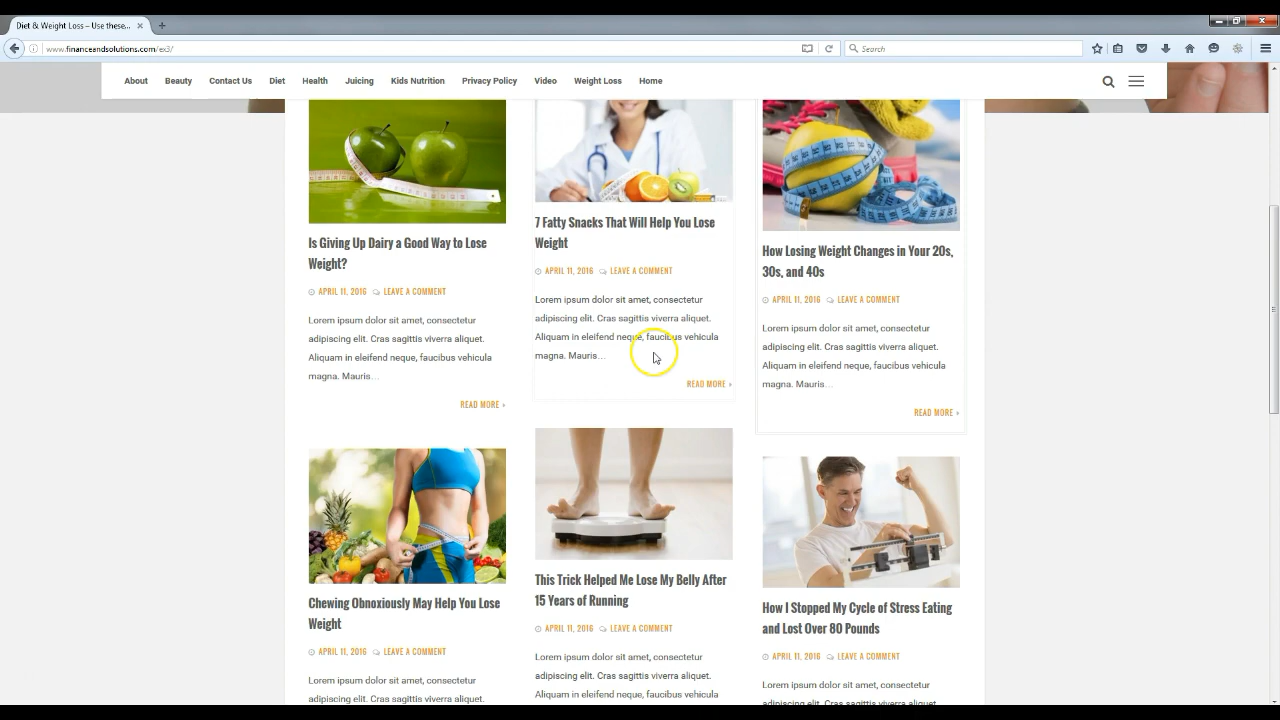 Diet & Weight Loss – Use these...
www.financeandsolutions.com/ex3/
Search
About Beauty Contact Us Diet Health Juicing Kids Nutrition Privacy Policy Video Weight Loss Home
Is Giving Up Dairy a Good Way to Lose
Weight?
APRIL 11, 2016 LEAVE A COMMENT
Lorem ipsum dolor sit amet, consectetur
adipiscing elit. Cras sagittis viverra aliquet.
Aliquam in eleifend neque, faucibus vehicula
magna. Mauris…
READ MORE »
7 Fatty Snacks That Will Help You Lose
Weight
APRIL 11, 2016 LEAVE A COMMENT
Lorem ipsum dolor sit amet, consectetur
adipiscing elit. Cras sagittis viverra aliquet.
Aliquam in eleifend neque, faucibus vehicula
magna. Mauris…
READ MORE »
How Losing Weight Changes in Your 20s,
30s, and 40s
APRIL 11, 2016 LEAVE A COMMENT
Lorem ipsum dolor sit amet, consectetur
adipiscing elit. Cras sagittis viverra aliquet.
Aliquam in eleifend neque, faucibus vehicula
magna. Mauris…
READ MORE »
Chewing Obnoxiously May Help You Lose
Weight
APRIL 11, 2016 LEAVE A COMMENT
Lorem ipsum dolor sit amet, consectetur
adipiscing elit. Cras sagittis viverra aliquet.
This Trick Helped Me Lose My Belly After
15 Years of Running
APRIL 11, 2016 LEAVE A COMMENT
Lorem ipsum dolor sit amet, consectetur
adipiscing elit. Cras sagittis viverra aliquet.
Aliquam in eleifend neque, faucibus vehicula
How I Stopped My Cycle of Stress Eating
and Lost Over 80 Pounds
APRIL 11, 2016 LEAVE A COMMENT
Lorem ipsum dolor sit amet, consectetur
adipiscing elit. Cras sagittis viverra aliquet.